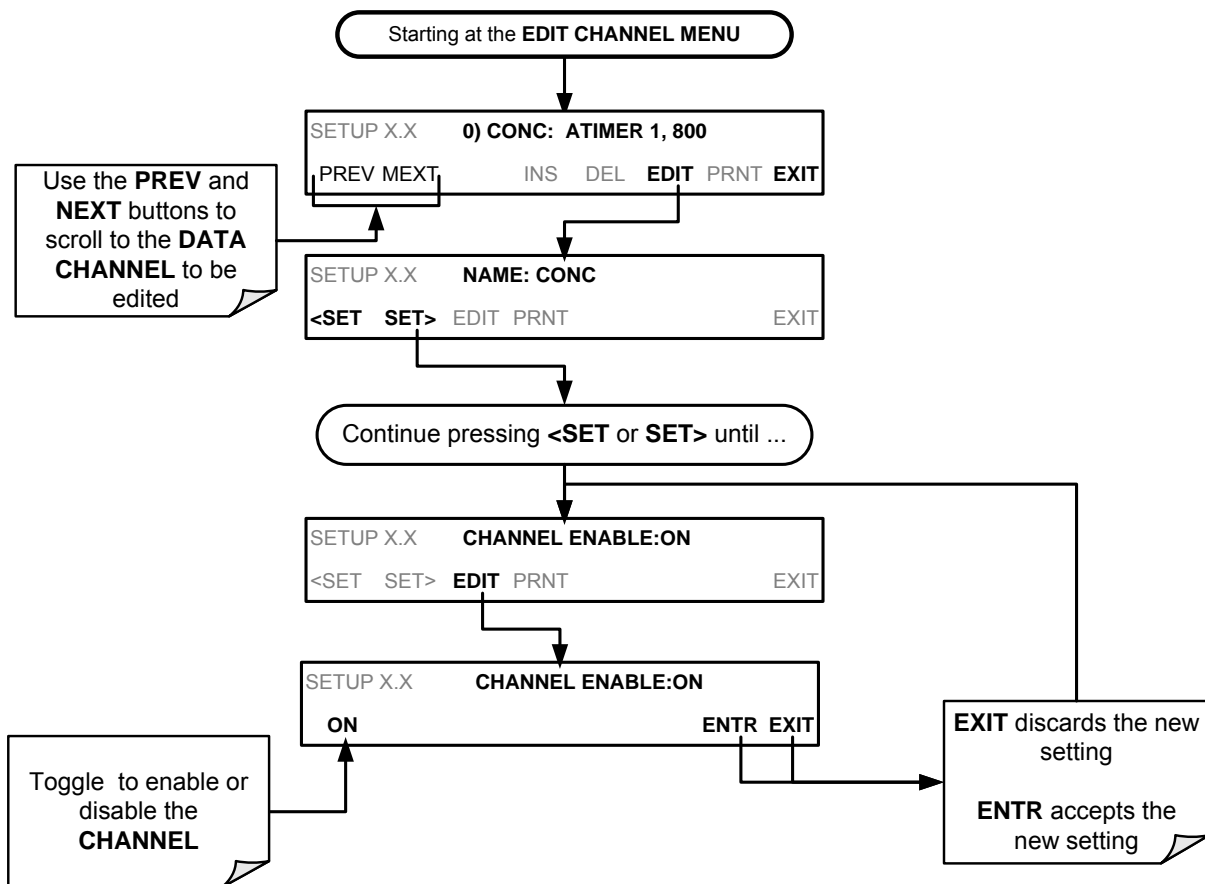 Starting at the EDIT CHANNEL MENU
SETUP X.X 0) CONC: ATIMER 1, 800
PREV MEXT INS DEL EDIT PRNT EXIT
Use the PREV and
NEXT buttons to
scroll to the DATA
CHANNEL to be
edited
SETUP X.X NAME: CONC
<SET SET> EDIT PRNT EXIT
Continue pressing <SET or SET> until ...
SETUP X.X CHANNEL ENABLE:ON
<SET SET> EDIT PRNT EXIT
SETUP X.X CHANNEL ENABLE:ON
ON ENTR EXIT
Toggle to enable or
disable the
CHANNEL
EXIT discards the new
setting
ENTR accepts the
new setting